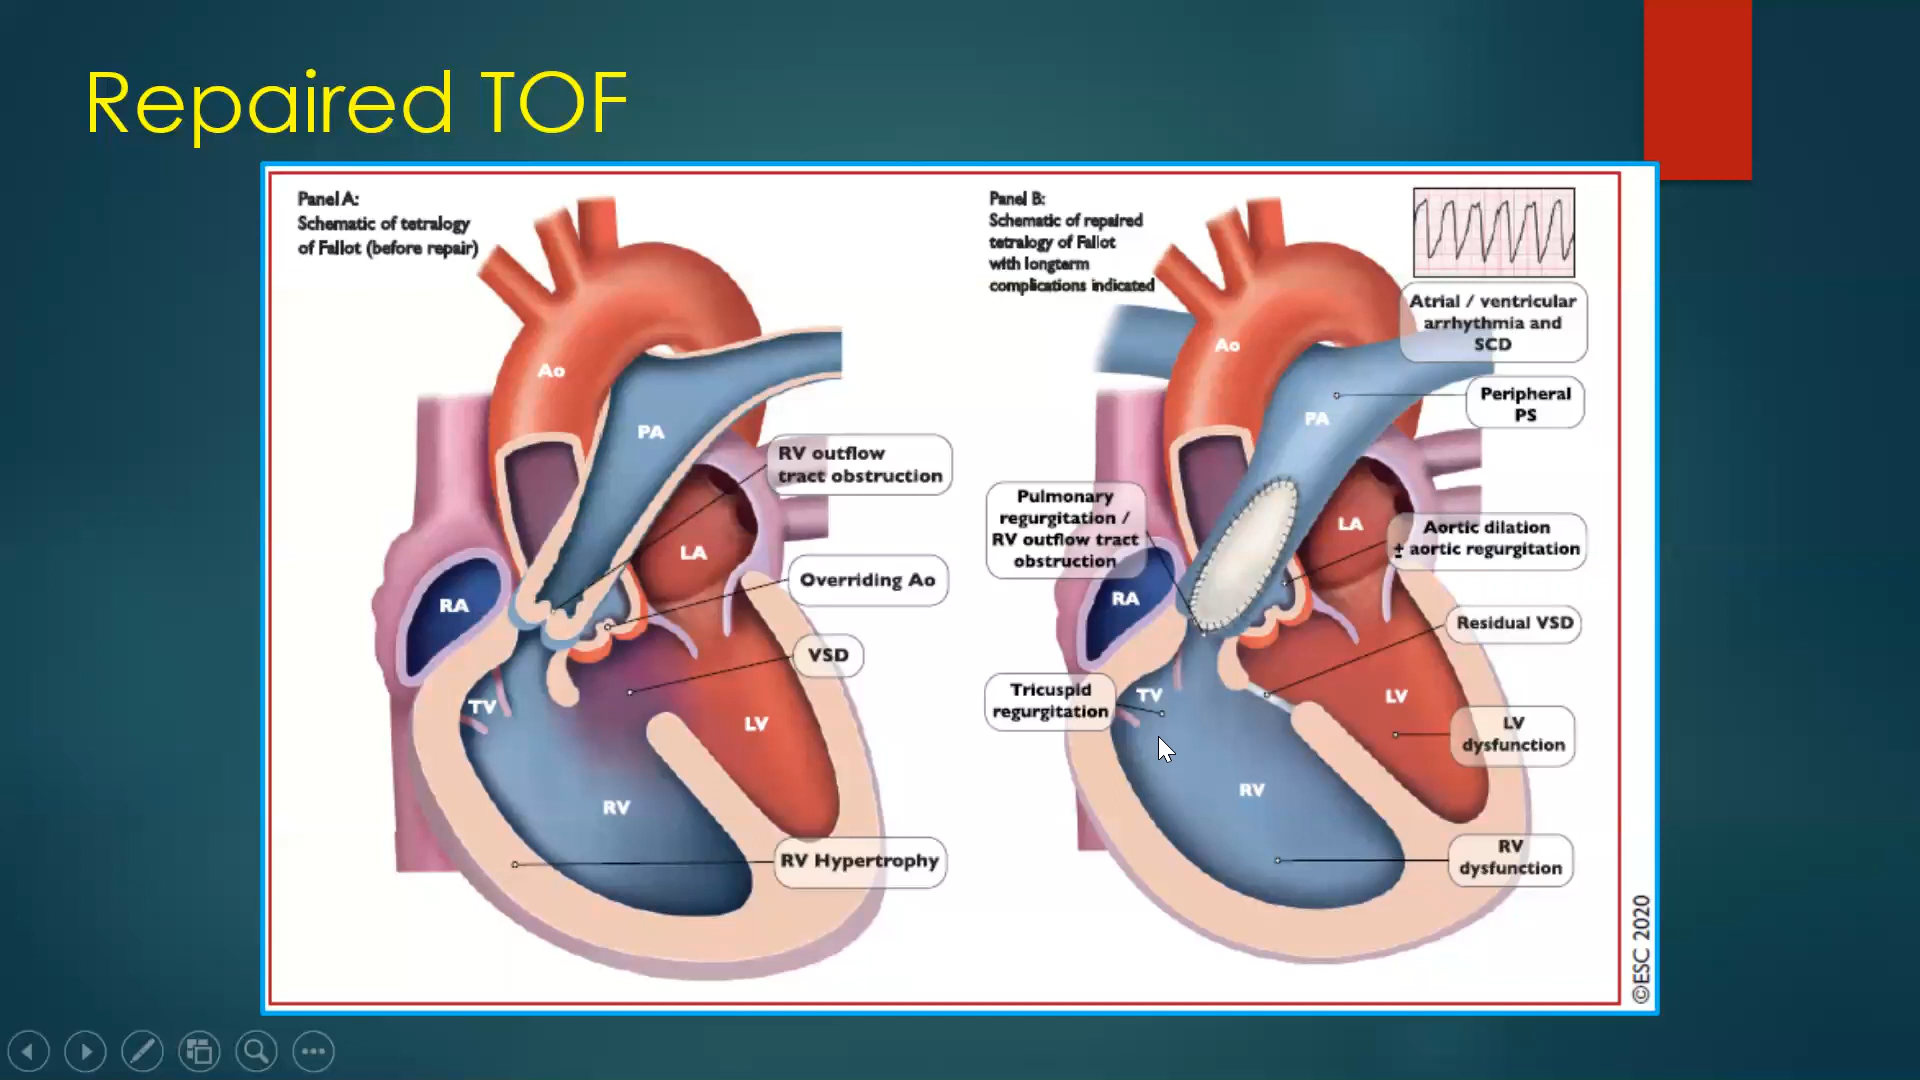 Repaired TOF
Panel A:
Schematic of tetralogy
of Fallot (before repair)
Ao
PA
RV outflow
tract obstruction
LA
Overriding Ao
RA
VSD
TV
LV
RV
RV Hypertrophy
Panel B:
Schematic of repaired
tetralogy of Fallot
with longterm
complications indicated
Atrial / ventricular
arrhythmia and
SCD
Ao
Peripheral
PS
PA
Pulmonary
regurgitation /
RV outflow tract
obstruction
LA
Aortic dilation
± aortic regurgitation
RA
Residual VSD
Tricuspid
regurgitation
TV
LV
LV
dysfunction
RV
RV
dysfunction
©ESC 2020